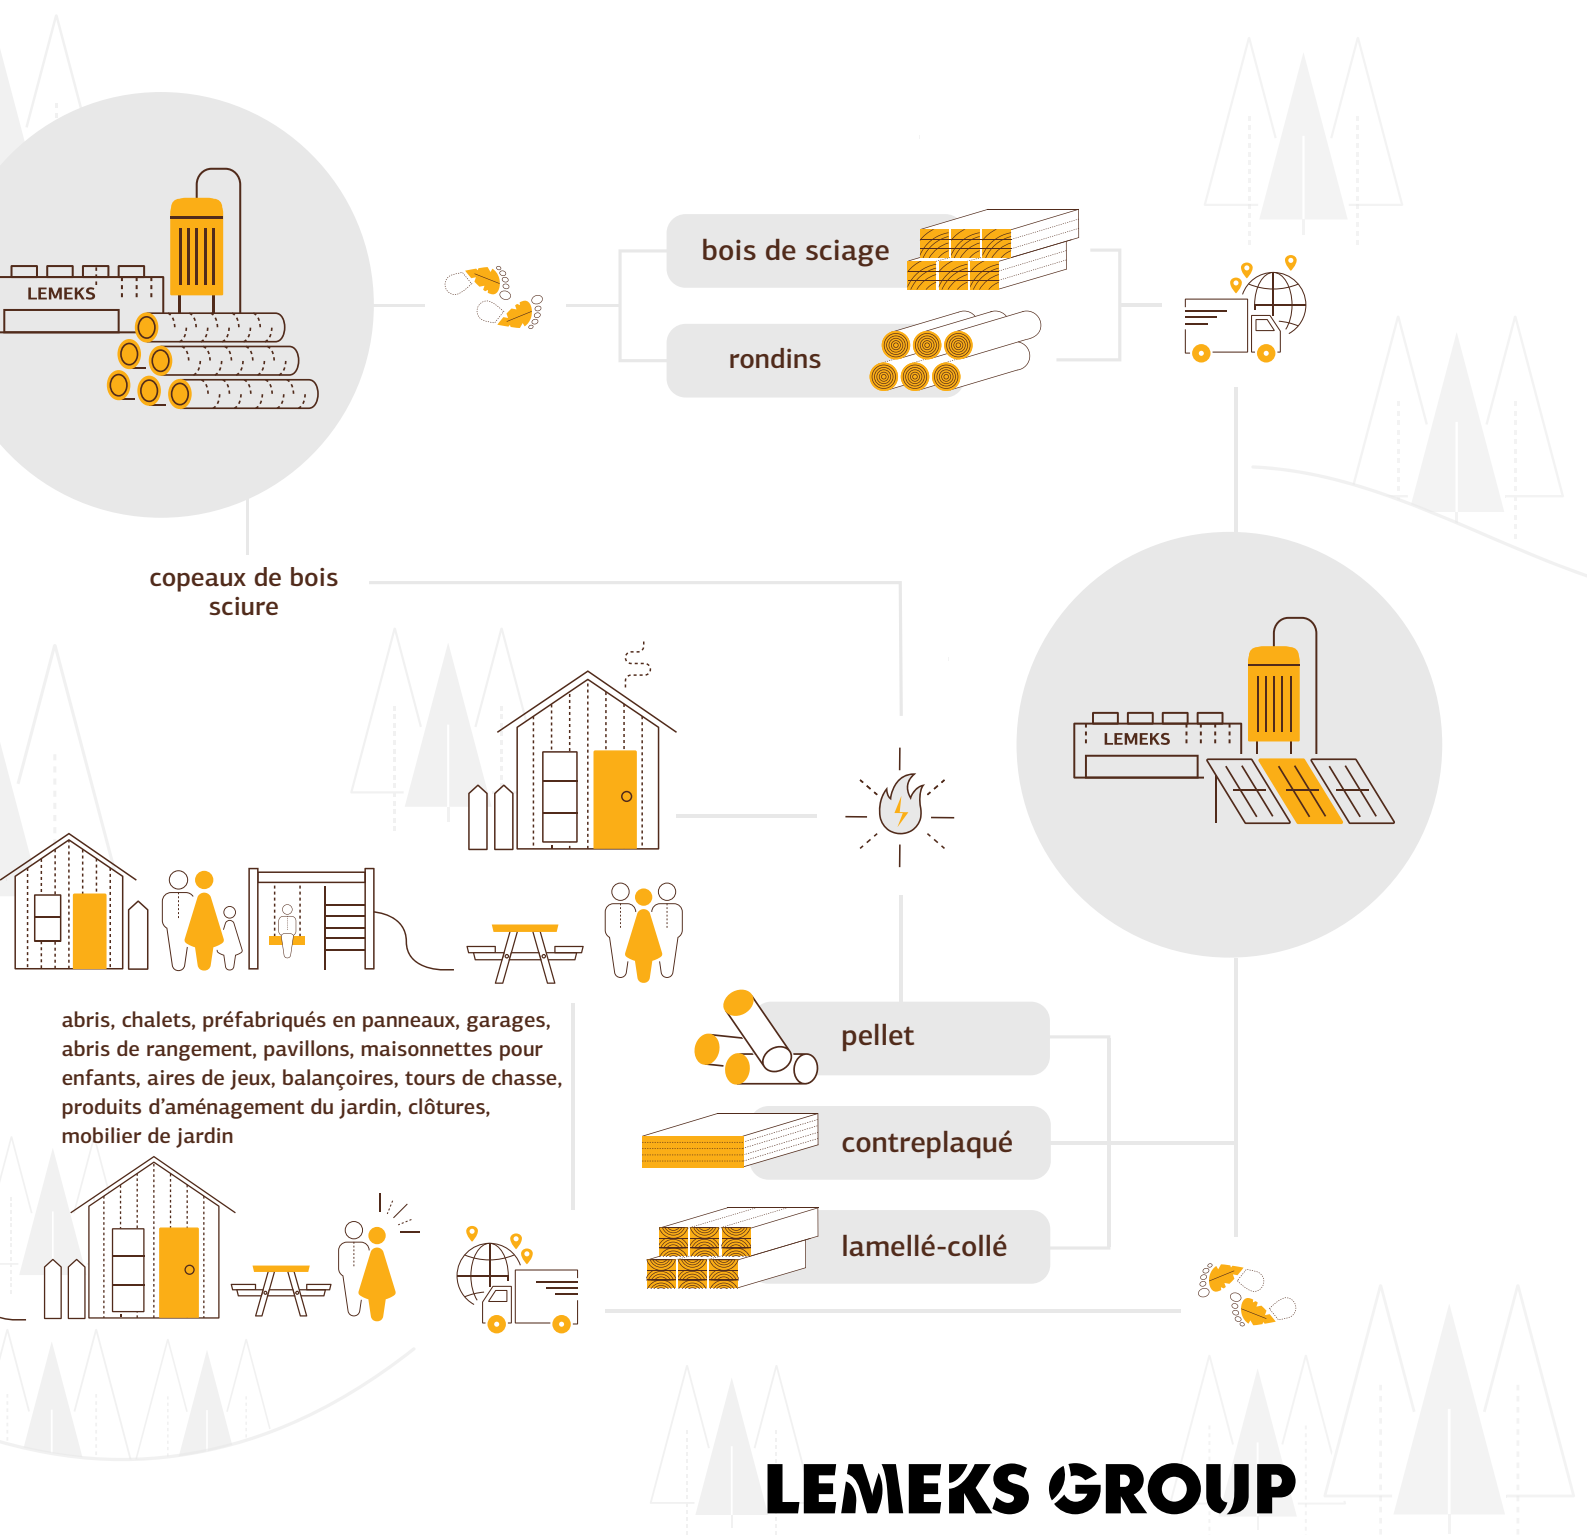 bois de sciage
LEMEKS
rondins
copeaux de bois
sciure
LEMEKS
abris, chalets, préfabriqués en panneaux, garages,
abris de rangement, pavillons, maisonnettes pour
enfants, aires de jeux, balançoires, tours de chasse,
produits d’aménagement du jardin, clôtures,
mobilier de jardin
pellet
contreplaqué
lamellé-collé
LEMEKS GROUP